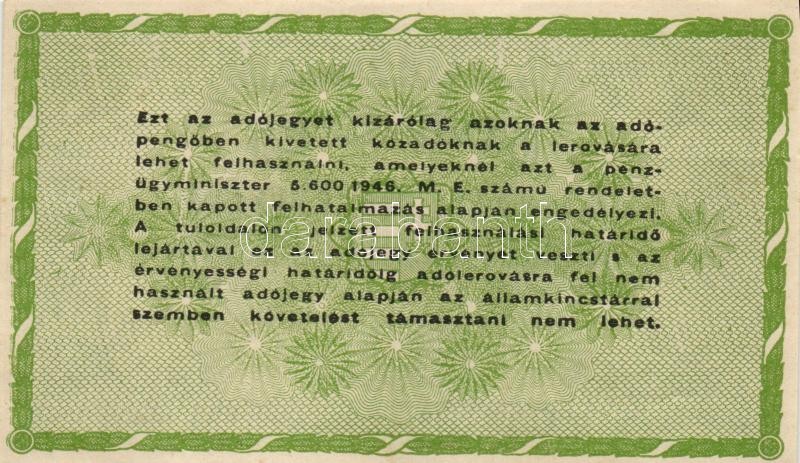 Ezt az adójegyet kizárólag azoknak az adó-
pengőben kivetett közadóknak a lerovására
lehet felhasználni, amelyeknél azt a pénz-
ügyminiszter 5.600/1946. M. E. számú rendelet-
ben kapott felhatalmazás alapján engedélyezi.
A tuloldalon jelzett felhasználási határidő
lejártával ez az adójegy érvényét veszti s az
érvényességi határidőig adólerovásra fel nem
használt adójegy alapján az államkincstárral
szemben követelést támasztani nem lehet.
darabanth